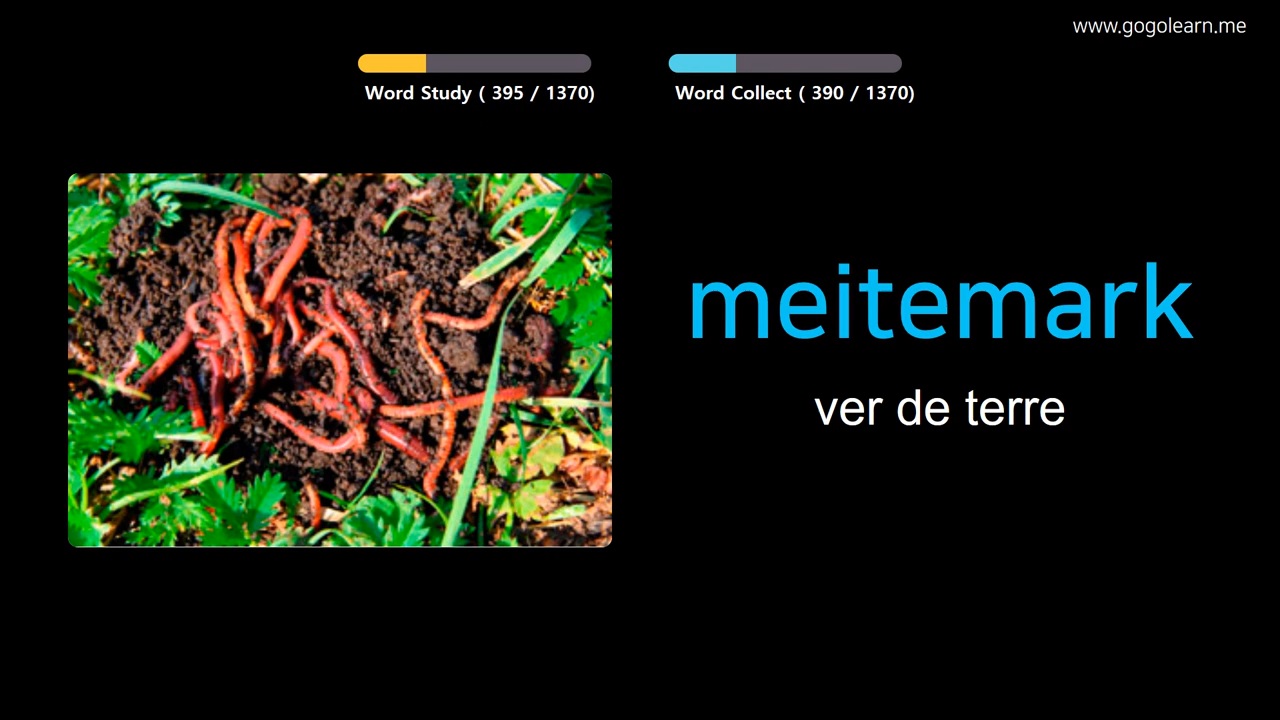 www.gogolearn.me
Word Study ( 395 / 1370)
Word Collect ( 390 / 1370)
meitemark
ver de terre